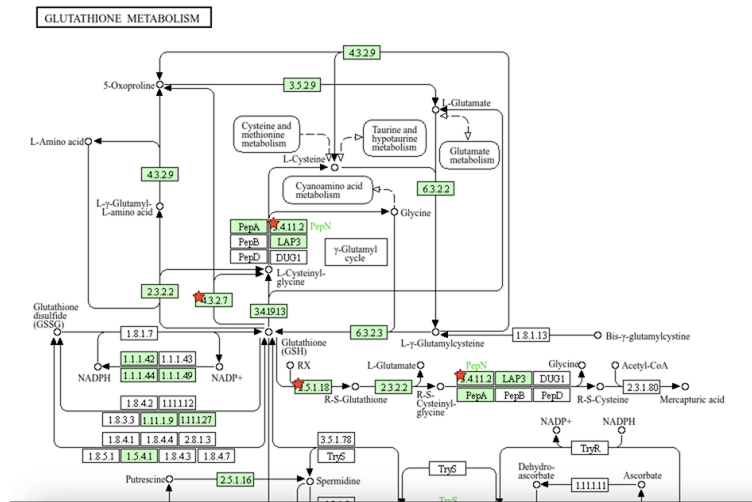 GLUTATHIONE METABOLISM
4.3.2.9
5-Oxoproline
3.5.2.9
L-Glutamate
Cysteine and
methionine
metabolism
Taurine and
hypotaurine
metabolism
Glutamate
metabolism
L-Amino acid
L-Cysteine
4.3.2.9
6.3.2.2
Cyanoamino acid
metabolism
L-γ-Glutamyl-
L-amino acid
Glycine
PepA
3.4.11.2
PepN
PepB
LAP3
PepD
DUG1
γ-Glutamyl
cycle
L-Cysteinyl-
glycine
2.3.2.2
4.3.2.7
3.4.19.13
Glutathione
disulfide
(GSSG)
1.8.1.7
6.3.2.3
L-γ-Glutamylcysteine
1.8.1.13
Bis-γ-glutamylcystine
Glutathione
(GSH)
1.1.1.42
1.1.1.43
NADPH
1.1.1.44
1.1.1.49
NADP+
RX
2.5.1.18
R-S-Glutathione
L-Glutamate
2.3.2.2
R-S-
Cysteinyl-
glycine
PepN
3.4.11.2
LAP3
DUG1
PepA
PepB
PepD
Glycine
R-S-Cysteine
Acetyl-CoA
2.3.1.80
Mercapturic acid
1.8.4.2
1.11.1.12
1.8.3.3
1.11.1.9
1.11.1.27
1.8.4.1
1.8.4.4
2.8.1.3
1.8.5.1
1.5.4.1
1.8.4.3
1.8.4.7
3.5.1.78
TryS
NADP+
NADPH
TryR
Putrescine
2.5.1.16
Spermidine
TryS
Dehydro-
ascorbate
1.11.1.11
Ascorbate
TryS